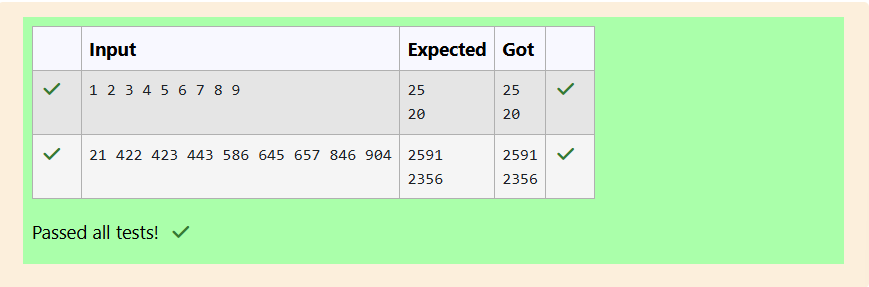 Input Expected Got
1 2 3 4 5 6 7 8 9 25 25
20 20
21 422 423 443 586 645 657 846 904 2591 2591
2356 2356
Passed all tests!